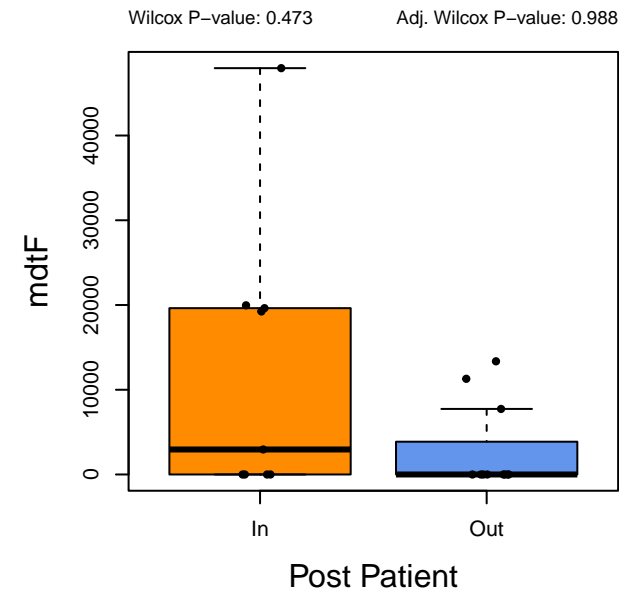 Wilcox P−value: 0.473 Adj. Wilcox P−value: 0.988
mdtF
40000
30000
20000
10000
0
In Out
Post Patient